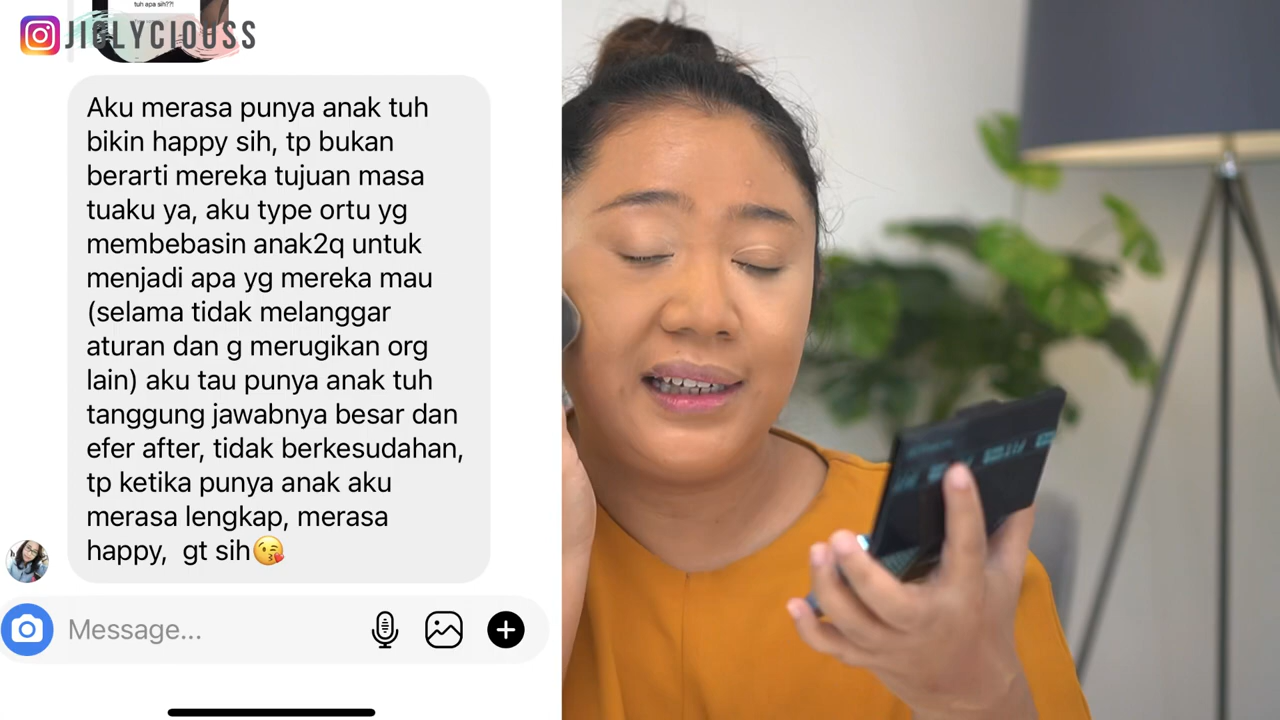 tuh apa sih??!
JIGLYCIOUSS
Aku merasa punya anak tuh
bikin happy sih, tp bukan
berarti mereka tujuan masa
tuaku ya, aku type ortu yg
membebasin anak2q untuk
menjadi apa yg mereka mau
(selama tidak melanggar
aturan dan g merugikan org
lain) aku tau punya anak tuh
tanggung jawabnya besar dan
efer after, tidak berkesudahan,
tp ketika punya anak aku
merasa lengkap, merasa
happy,  gt sih😘
Message...